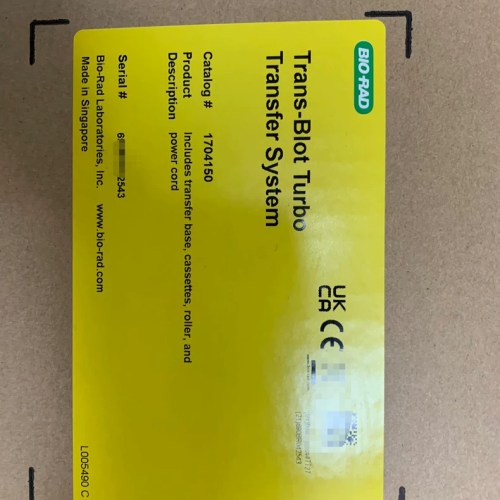 BIO-RAD
Trans-Blot Turbo
Transfer System
UK
CA CE
Catalog # 1704150
Product Includes transfer base, cassettes, roller, and
Description power cord
Serial # 2543
Bio-Rad Laboratories, Inc. www.bio-rad.com
Made in Singapore
L005490 C